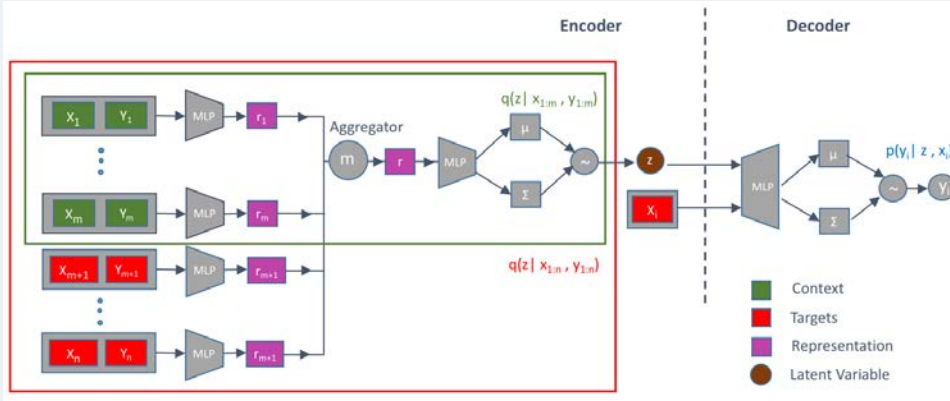 Encoder
Decoder
X1 Y1 MLP r1
q(z| x1:m , y1:m)
Aggregator
μ
m r MLP ~ z
Σ
Xm Ym MLP rm
Xi
MLP
μ
p(yi| z , xi)
~
Σ
Xm+1 Ym+1 MLP rm+1
q(z| x1:n , y1:n)
Xn Yn MLP rm+1
Context
Targets
Representation
Latent Variable